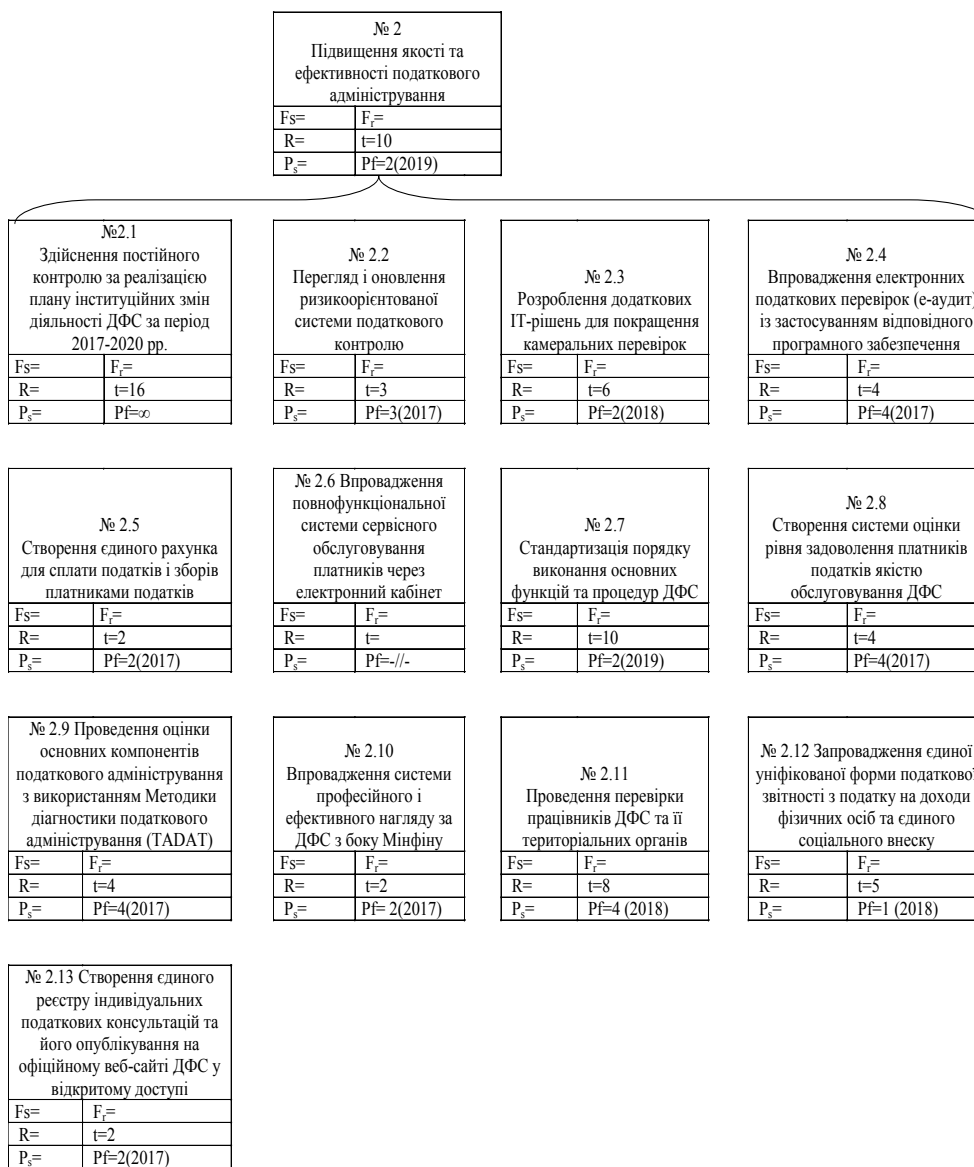 № 2
Підвищення якості та
ефективності податкового
адміністрування
Fs= Fr=
R= t=10
Ps= Pf=2(2019)
№2.1
Здійснення постійного
контролю за реалізацією
плану інституційних змін
діяльності ДФС за період
2017-2020 рр.
Fs= Fr=
R= t=16
Ps= Pf=∞
№ 2.2
Перегляд і оновлення
ризикоорієнтованої
системи податкового
контролю
Fs= Fr=
R= t=3
Ps= Pf=3(2017)
№ 2.3
Розроблення додаткових
ІТ-рішень для покращення
камеральних перевірок
Fs= Fr=
R= t=6
Ps= Pf=2(2018)
№ 2.4
Впровадження електронних
податкових перевірок (е-аудит)
із застосуванням відповідного
програмного забезпечення
Fs= Fr=
R= t=4
Ps= Pf=4(2017)
№ 2.5
Створення єдиного рахунка
для сплати податків і зборів
платниками податків
Fs= Fr=
R= t=2
Ps= Pf=2(2017)
№ 2.6 Впровадження
повнофункціональної
системи сервісного
обслуговування
платників через
електронний кабінет
Fs= Fr=
R= t=
Ps= Pf=-//-
№ 2.7
Стандартизація порядку
виконання основних
функцій та процедур ДФС
Fs= Fr=
R= t=10
Ps= Pf=2(2019)
№ 2.8
Створення системи оцінки
рівня задоволення платників
податків якістю
обслуговування ДФС
Fs= Fr=
R= t=4
Ps= Pf=4(2017)
№ 2.9 Проведення оцінки
основних компонентів
податкового адміністрування
з використанням Методики
діагностики податкового
адміністрування (TADAT)
Fs= Fr=
R= t=4
Ps= Pf=4(2017)
№ 2.10
Впровадження системи
професійного і
ефективного нагляду за
ДФС з боку Мінфіну
Fs= Fr=
R= t=2
Ps= Pf= 2(2017)
№ 2.11
Проведення перевірки
працівників ДФС та її
територіальних органів
Fs= Fr=
R= t=8
Ps= Pf=4 (2018)
№ 2.12 Запровадження єдиної
уніфікованої форми податкової
звітності з податку на доходи
фізичних осіб та єдиного
соціального внеску
Fs= Fr=
R= t=5
Ps= Pf=1 (2018)
№ 2.13 Створення єдиного
реєстру індивідуальних
податкових консультацій та
його опублікування на
офіційному веб-сайті ДФС у
відкритому доступі
Fs= Fr=
R= t=2
Ps= Pf=2(2017)